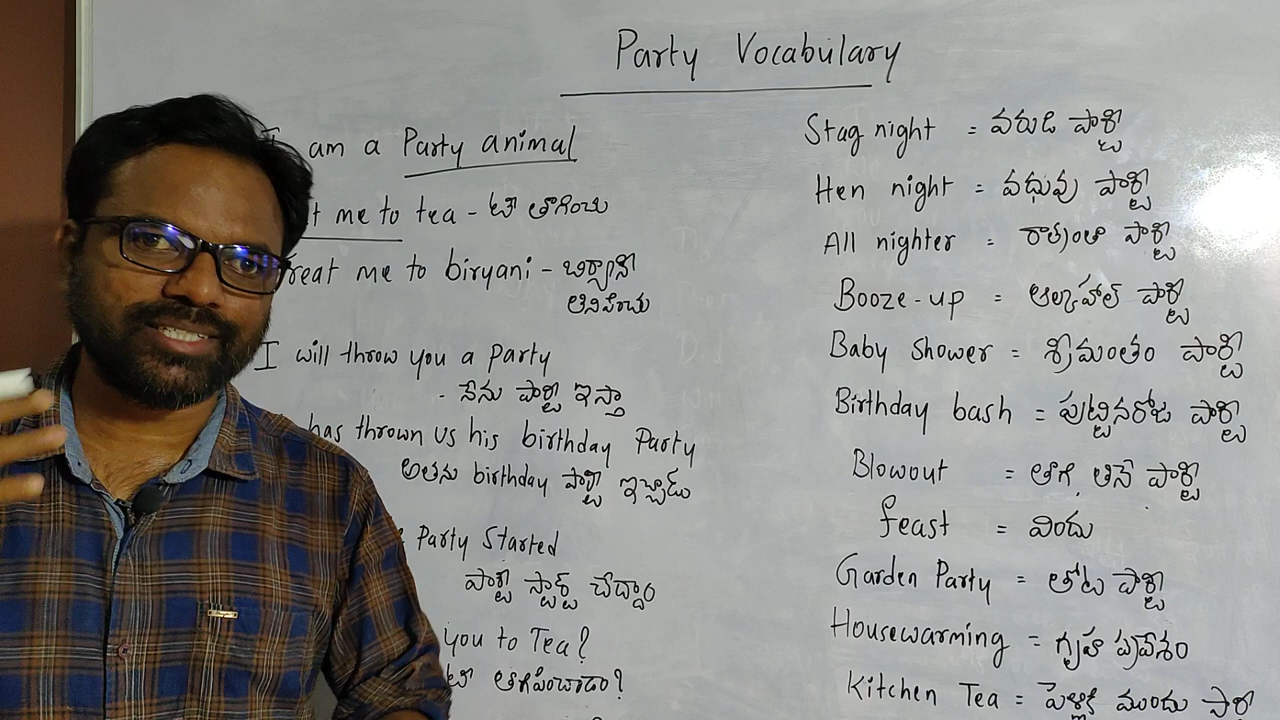 Party Vocabulary
I am a Party animal
t me to tea - టీ తాగించు
reat me to biryani - బిర్యానీ
తినిపించు
I will throw you a party
- నేను పార్టీ ఇస్తా
has thrown us his birthday Party
అతను birthday పార్టీ ఇచ్చాడు
Party Started
పార్టీ స్టార్ట్ చేద్దాం
you to Tea?
టీ తాగిపించాడా?
Stag night = వరుడి పార్టీ
Hen night = వధువు పార్టీ
All nighter = రాత్రంతా పార్టీ
Booze-up = ఆల్కహాల్ పార్టీ
Baby Shower = శ్రీమంతం పార్టీ
Birthday bash = పుట్టినరోజు పార్టీ
Blowout = తాగే, తినే పార్టీ
feast = విందు
Garden Party = తోట పార్టీ
Housewarming = గృహ ప్రవేశం
Kitchen Tea = పెళ్లికి ముందు పార్టీ